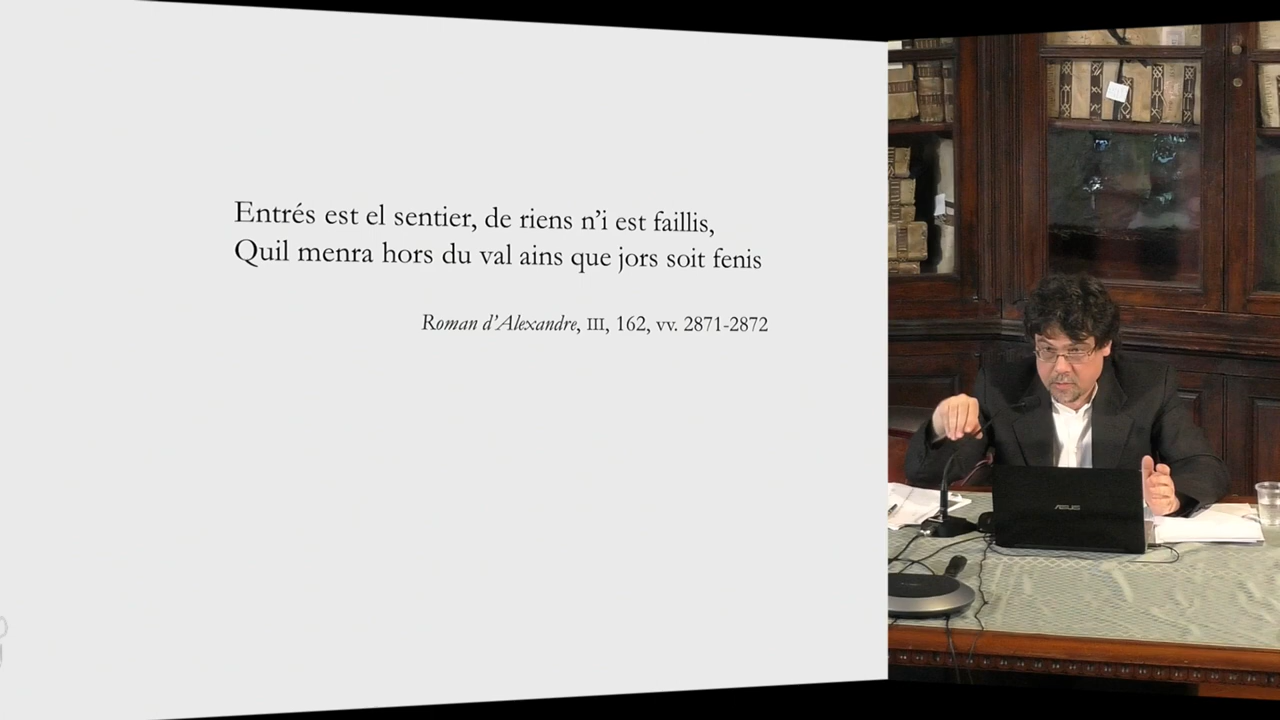 Entrés est el sentier, de riens n’i est faillis,
Quil menra hors du val ains que jors soit fenis
Roman d’Alexandre, III, 162, vv. 2871-2872
ASUS